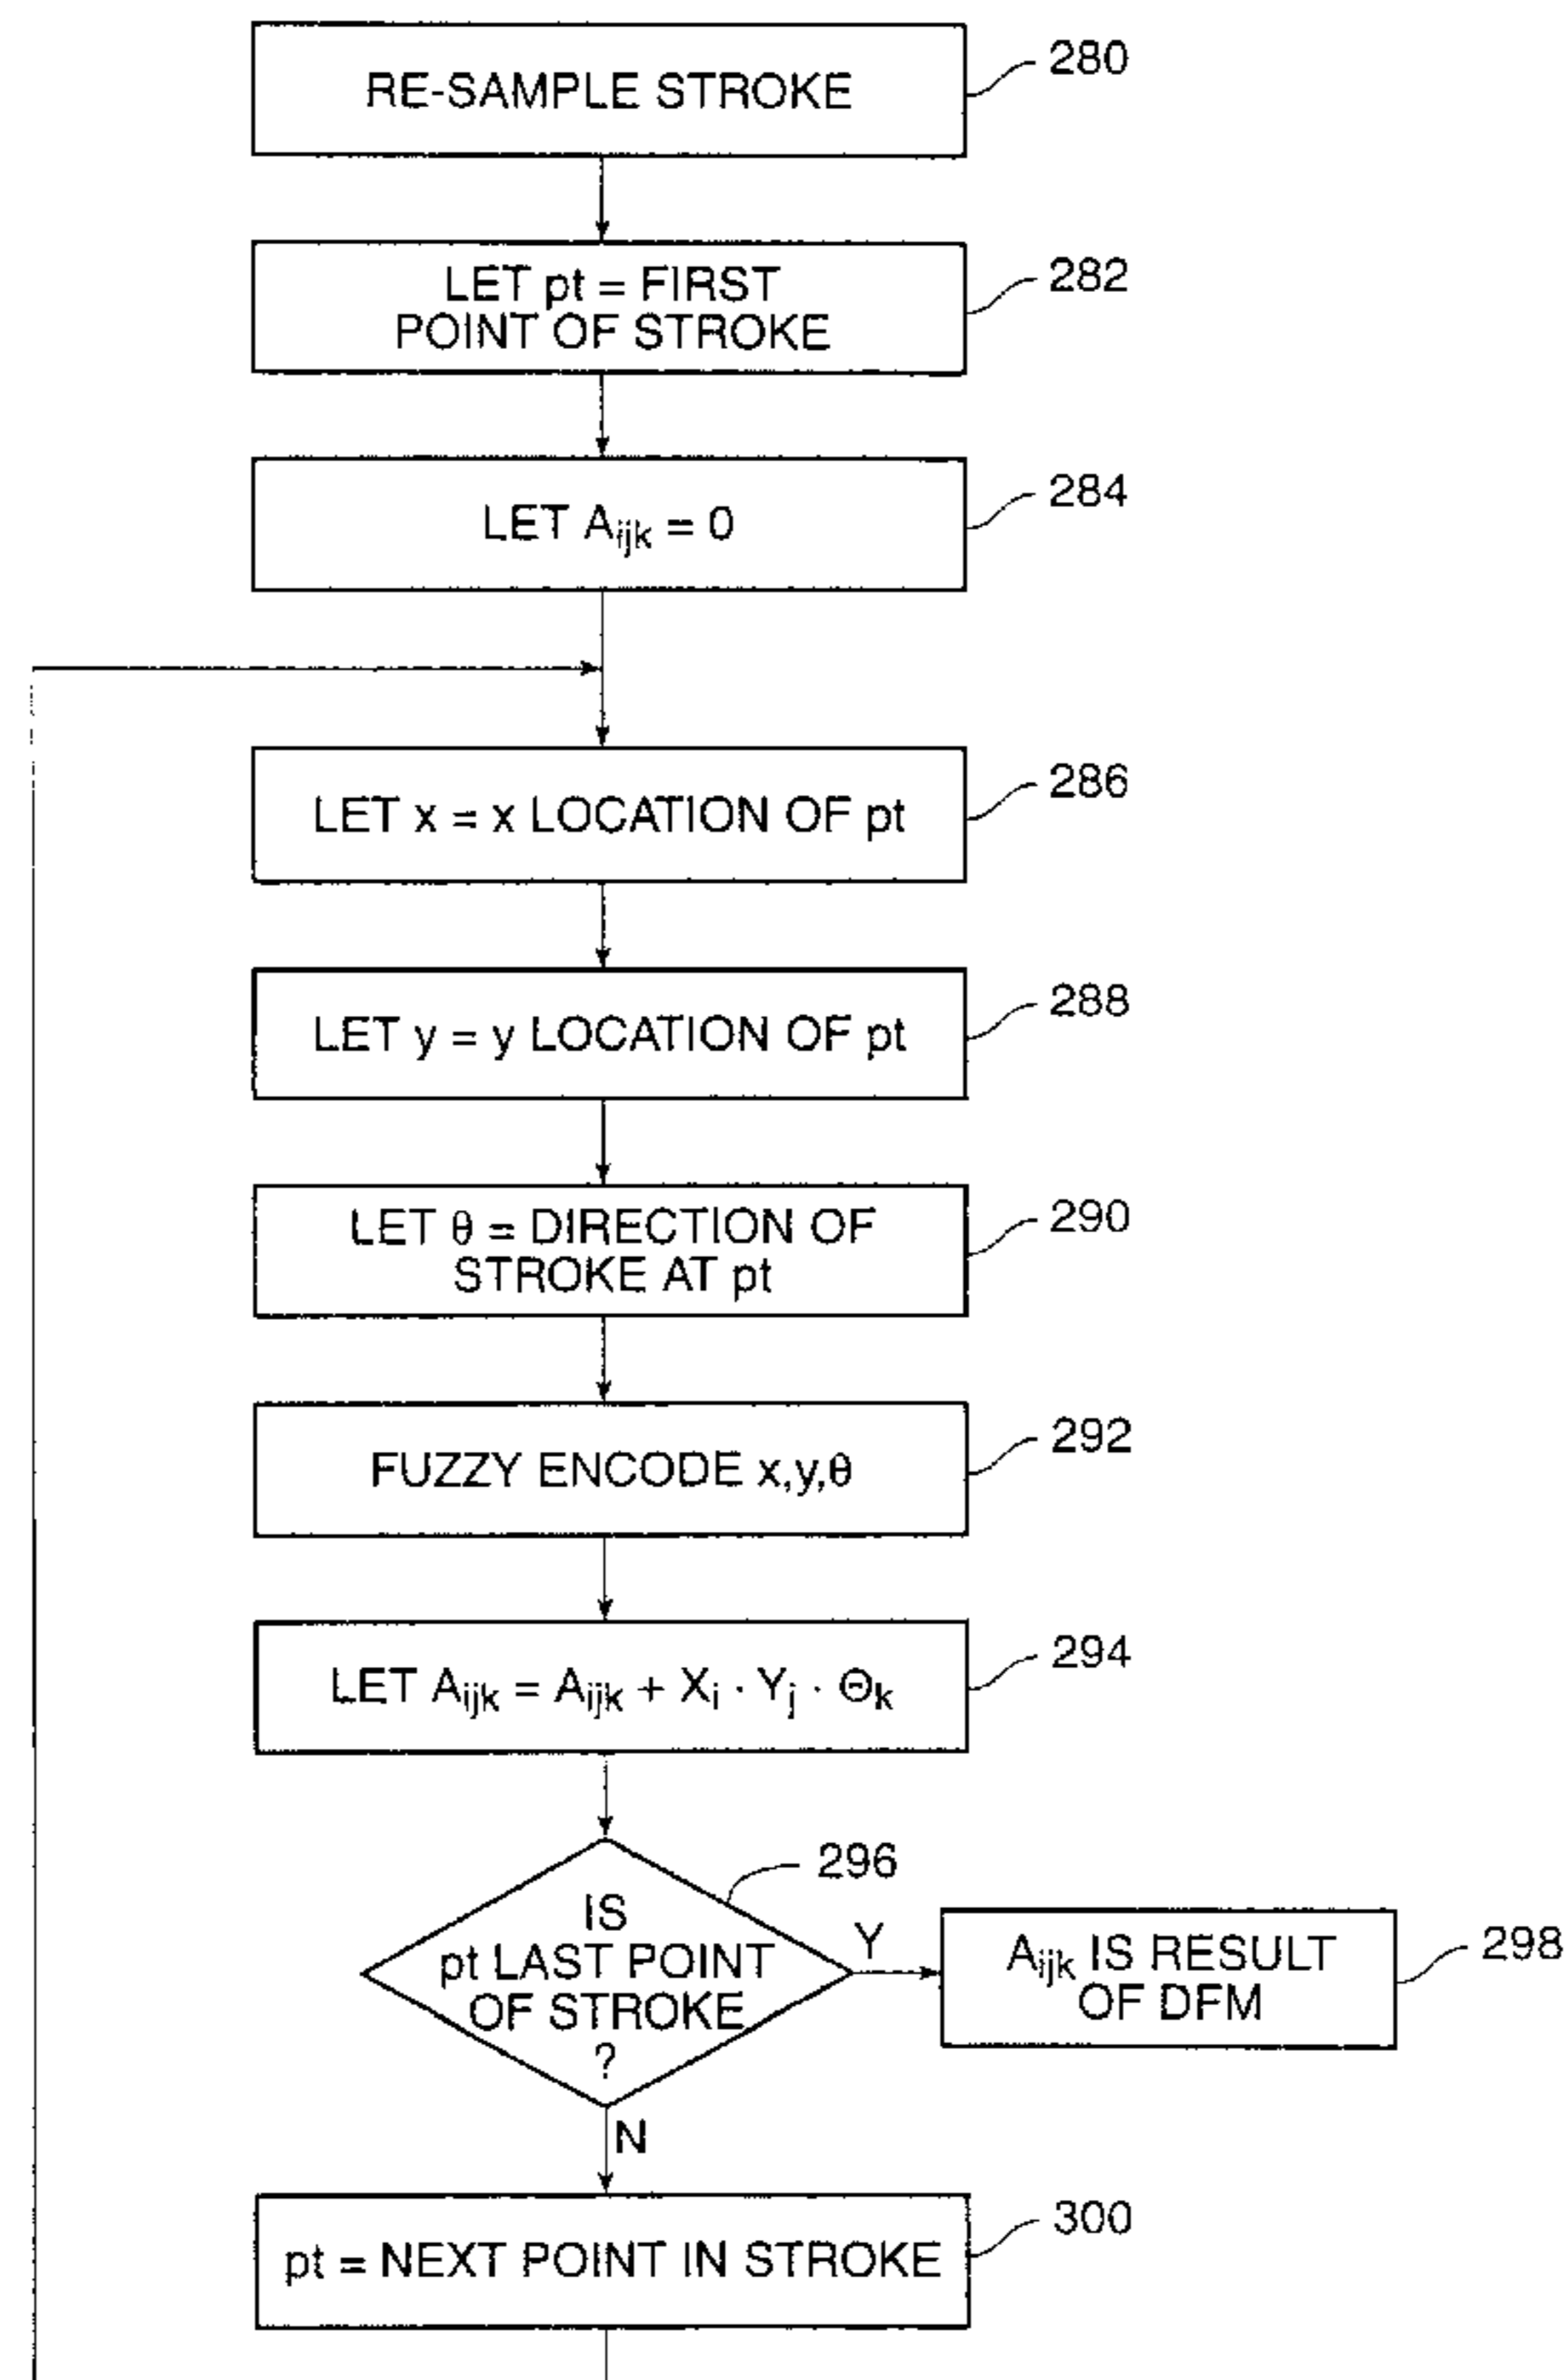 RE-SAMPLE STROKE
280
LET pt = FIRST
POINT OF STROKE
282
LET Aijk = 0
284
LET x = x LOCATION OF pt
286
LET y = y LOCATION OF pt
288
LET θ = DIRECTION OF
STROKE AT pt
290
FUZZY ENCODE x,y,θ
292
LET Aijk = Aijk + Xi · Yj · Θk
294
IS
pt LAST POINT
OF STROKE
?
296
Y
Aijk IS RESULT
OF DFM
298
N
pt = NEXT POINT IN STROKE
300